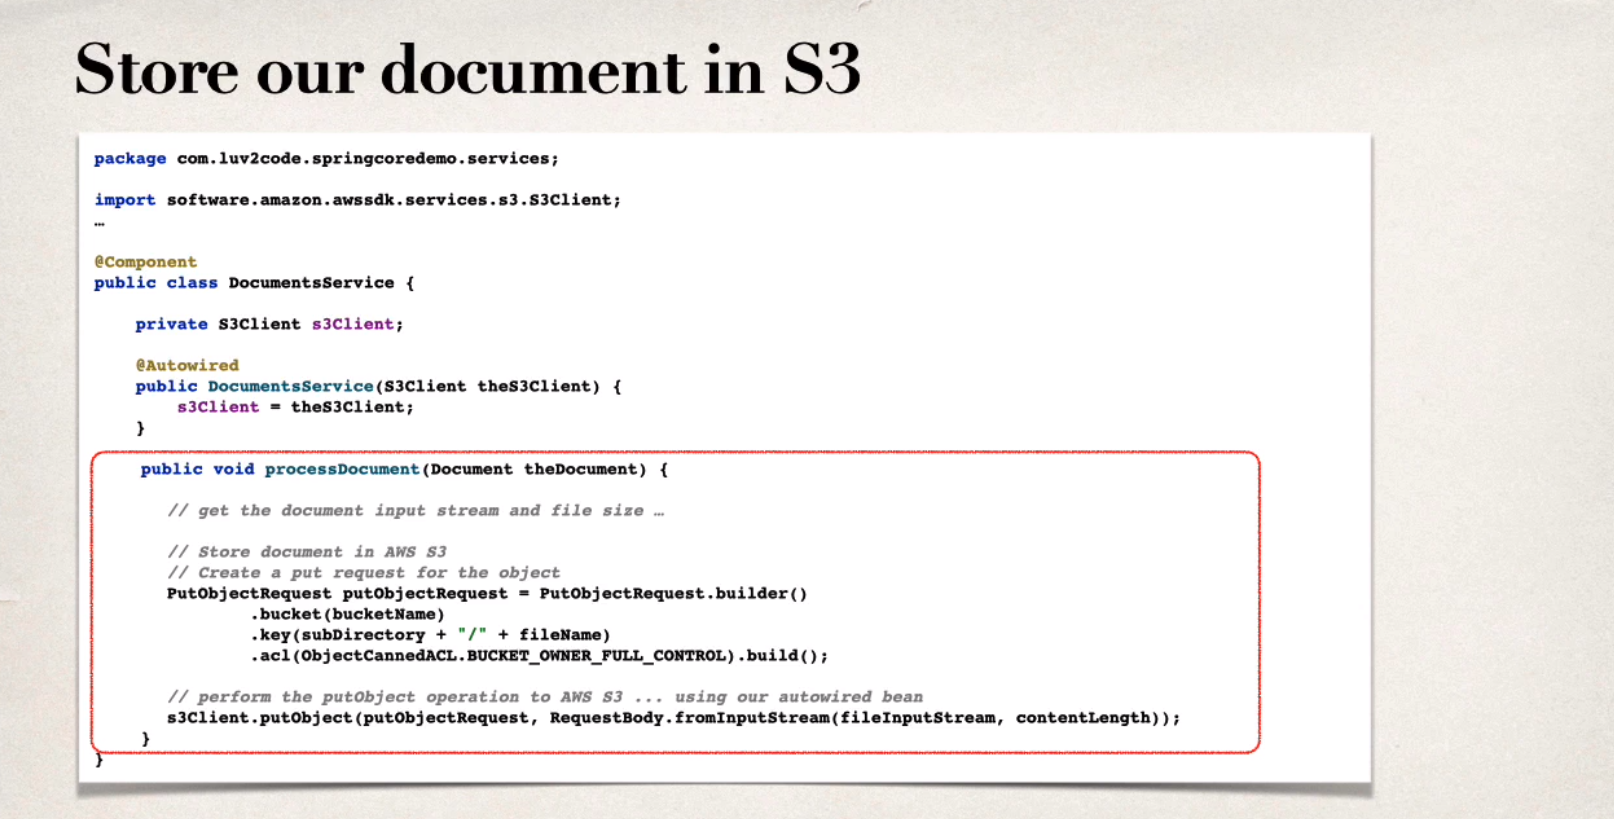 Store our document in S3
package com.luv2code.springcoredemo.services;
import software.amazon.awssdk.services.s3.S3Client;
…
@Component
public class DocumentsService {
private S3Client s3Client;
@Autowired
public DocumentsService(S3Client theS3Client) {
s3Client = theS3Client;
}
public void processDocument(Document theDocument) {
// get the document input stream and file size …
// Store document in AWS S3
// Create a put request for the object
PutObjectRequest putObjectRequest = PutObjectRequest.builder()
.bucket(bucketName)
.key(subDirectory + "/" + fileName)
.acl(ObjectCannedACL.BUCKET_OWNER_FULL_CONTROL).build();
// perform the putObject operation to AWS S3 ... using our autowired bean
s3Client.putObject(putObjectRequest, RequestBody.fromInputStream(fileInputStream, contentLength));
}
}